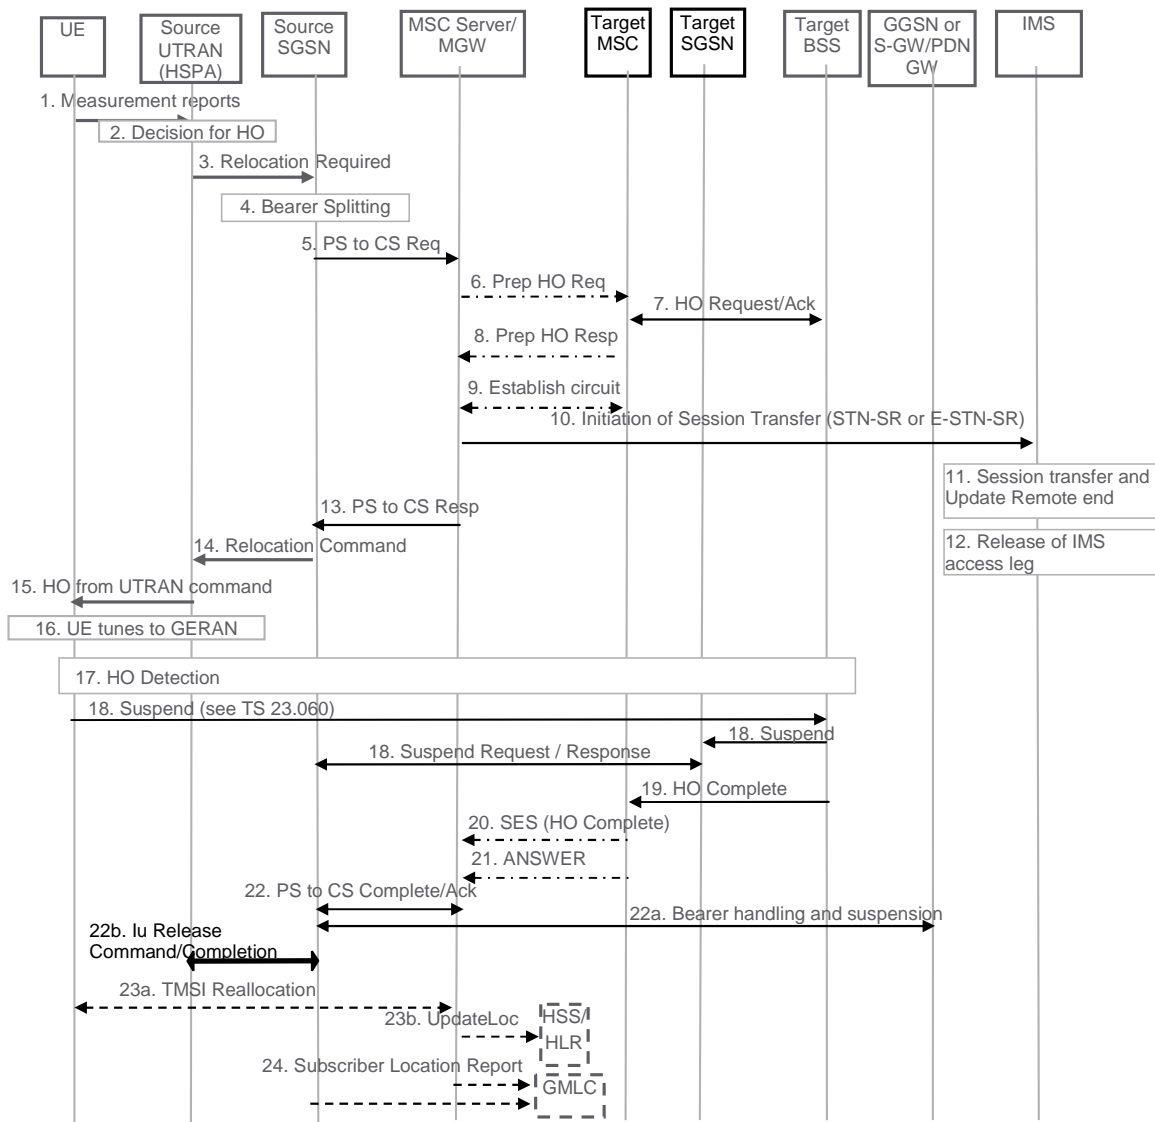 UE
Source
UTRAN
(HSPA)
Source
SGSN
MSC Server/
MGW
Target
MSC
Target
SGSN
Target
BSS
GGSN or
S-GW/PDN
GW
IMS
1. Measurement reports
2. Decision for HO
3. Relocation Required
4. Bearer Splitting
5. PS to CS Req
6. Prep HO Req
7. HO Request/Ack
8. Prep HO Resp
9. Establish circuit
10. Initiation of Session Transfer (STN-SR or E-STN-SR)
11. Session transfer and
Update Remote end
13. PS to CS Resp
12. Release of IMS
access leg
14. Relocation Command
15. HO from UTRAN command
16. UE tunes to GERAN
17. HO Detection
18. Suspend (see TS 23.060)
18. Suspend
18. Suspend Request / Response
19. HO Complete
20. SES (HO Complete)
21. ANSWER
22. PS to CS Complete/Ack
22a. Bearer handling and suspension
22b. Iu Release
Command/Completion
23a. TMSI Reallocation
23b. UpdateLoc
HSS/
HLR
24. Subscriber Location Report
GMLC